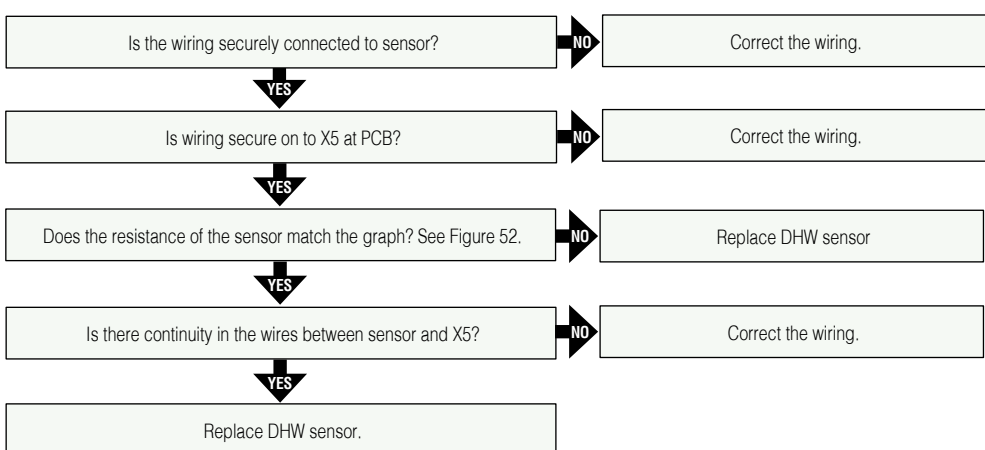 Is the wiring securely connected to sensor?
NO
Correct the wiring.
YES
Is wiring secure on to X5 at PCB?
NO
Correct the wiring.
YES
Does the resistance of the sensor match the graph? See Figure 52.
NO
Replace DHW sensor
YES
Is there continuity in the wires between sensor and X5?
NO
Correct the wiring.
YES
Replace DHW sensor.